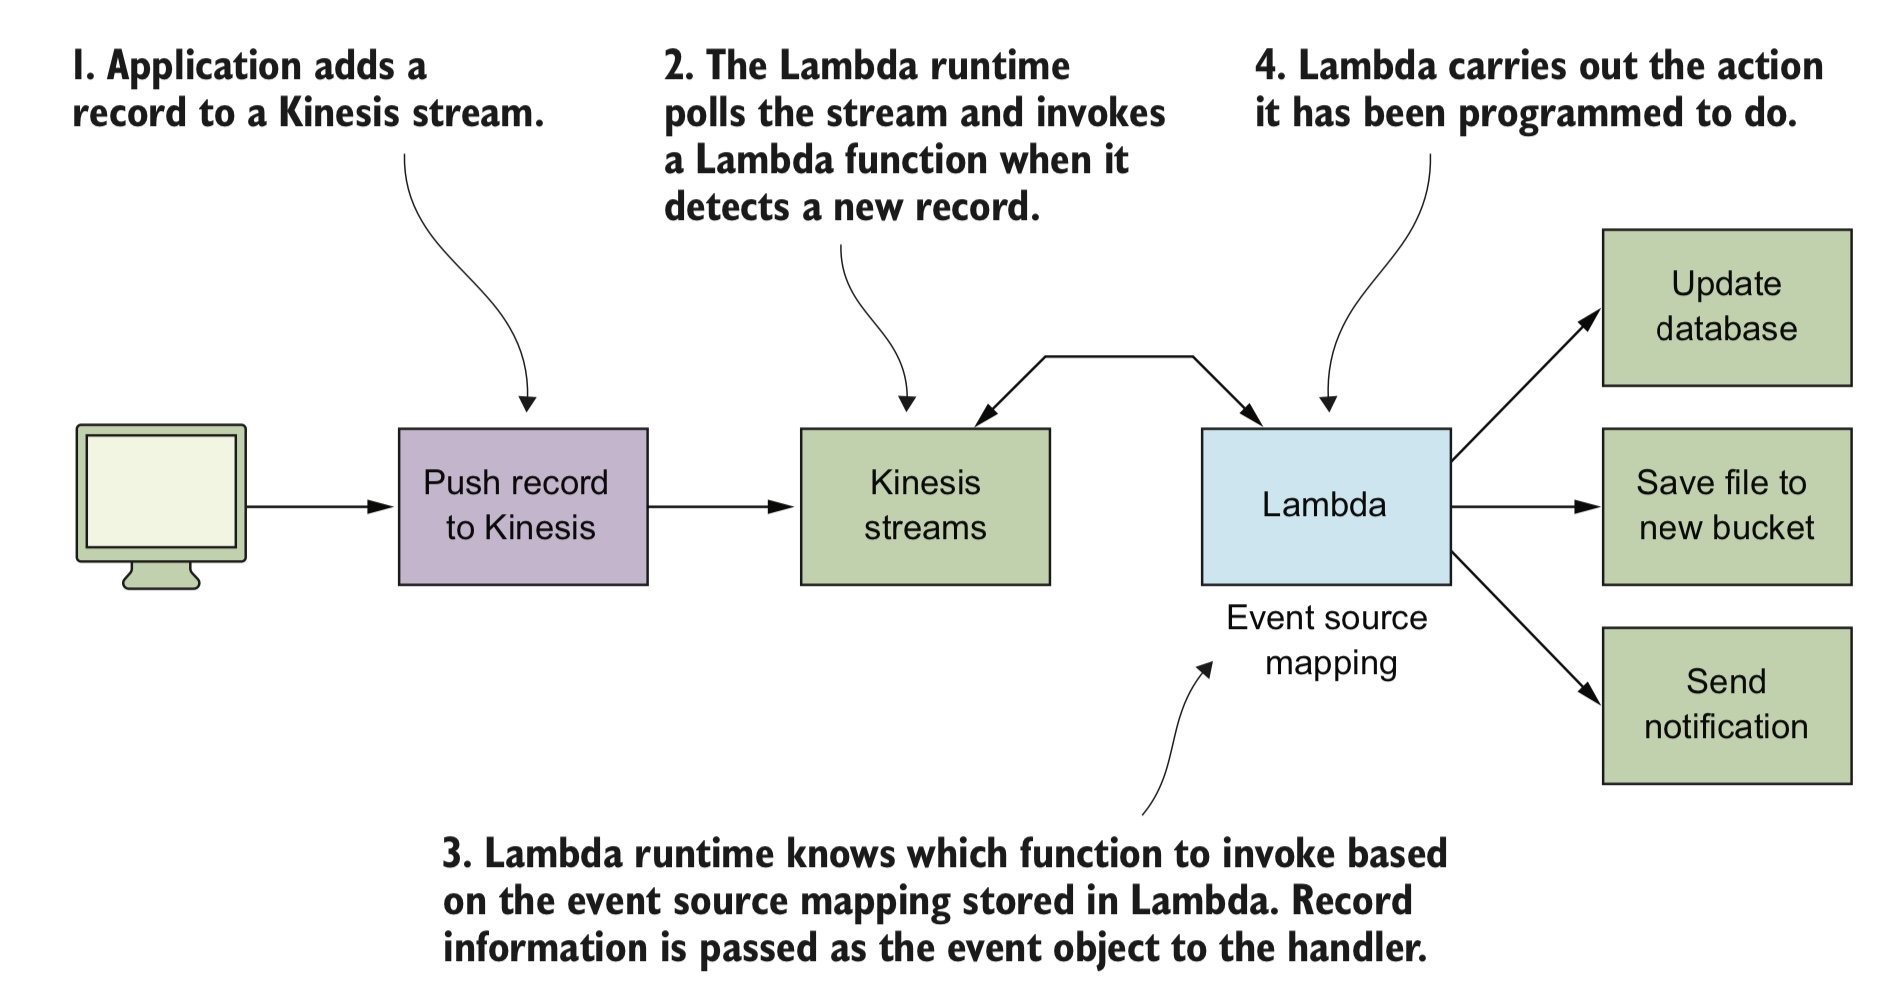 1. Application adds a
record to a Kinesis stream.
2. The Lambda runtime
polls the stream and invokes
a Lambda function when it
detects a new record.
4. Lambda carries out the action
it has been programmed to do.
Update
database
Push record
to Kinesis
Kinesis
streams
Lambda
Save file to
new bucket
Event source
mapping
Send
notification
3. Lambda runtime knows which function to invoke based
on the event source mapping stored in Lambda. Record
information is passed as the event object to the handler.